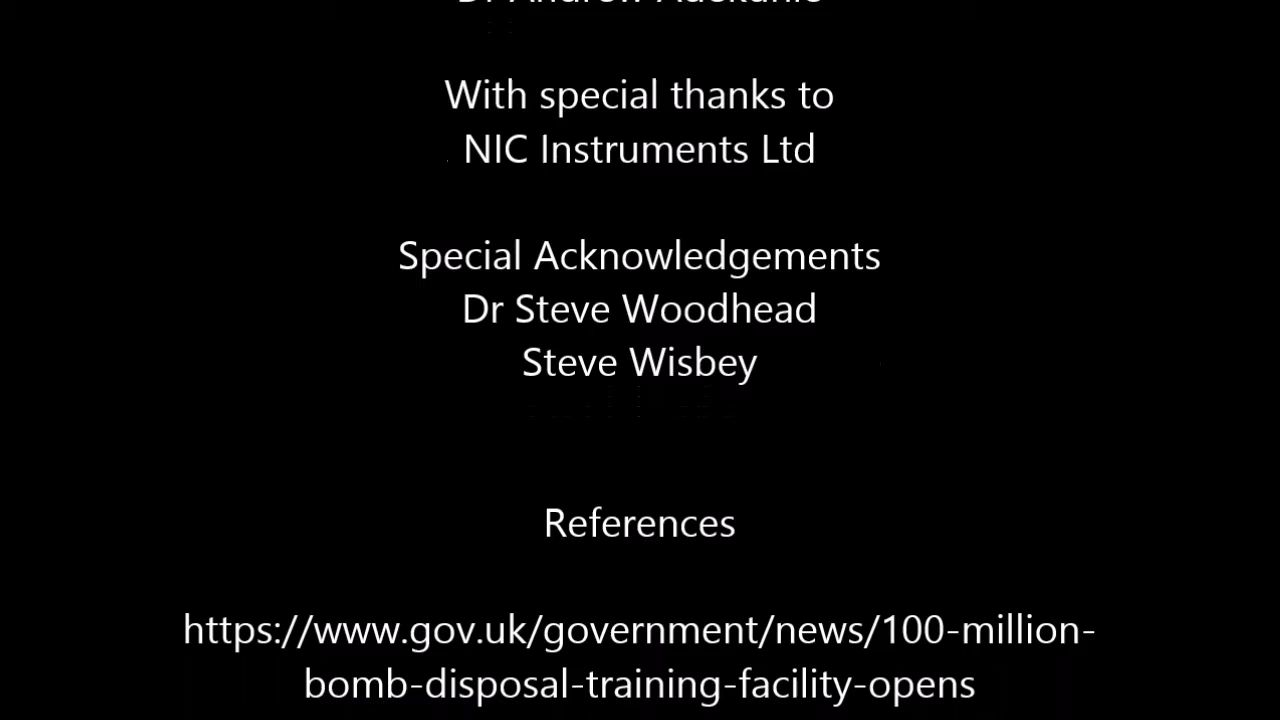 With special thanks to
NIC Instruments Ltd
Special Acknowledgements
Dr Steve Woodhead
Steve Wisbey
References
https://www.gov.uk/government/news/100-million-
bomb-disposal-training-facility-opens